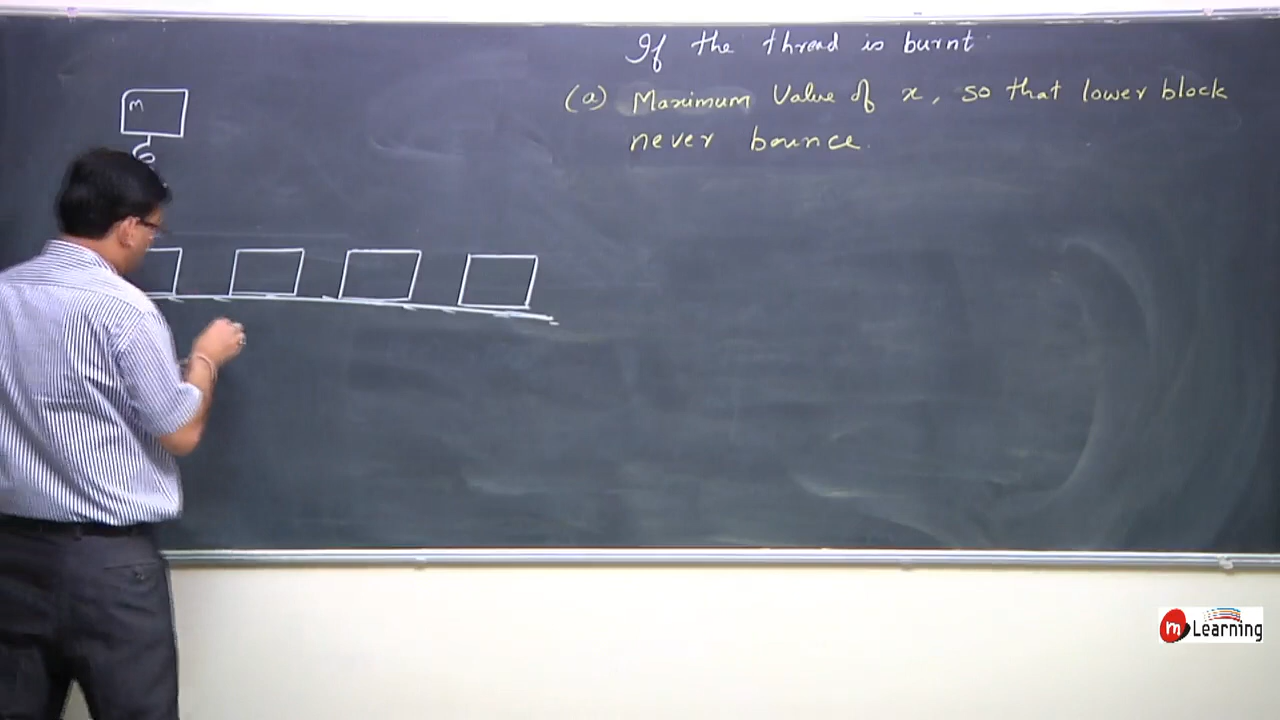 If the thread is burnt
(a) Maximum Value of x, so that lower block
never bounce.
m
m Learning